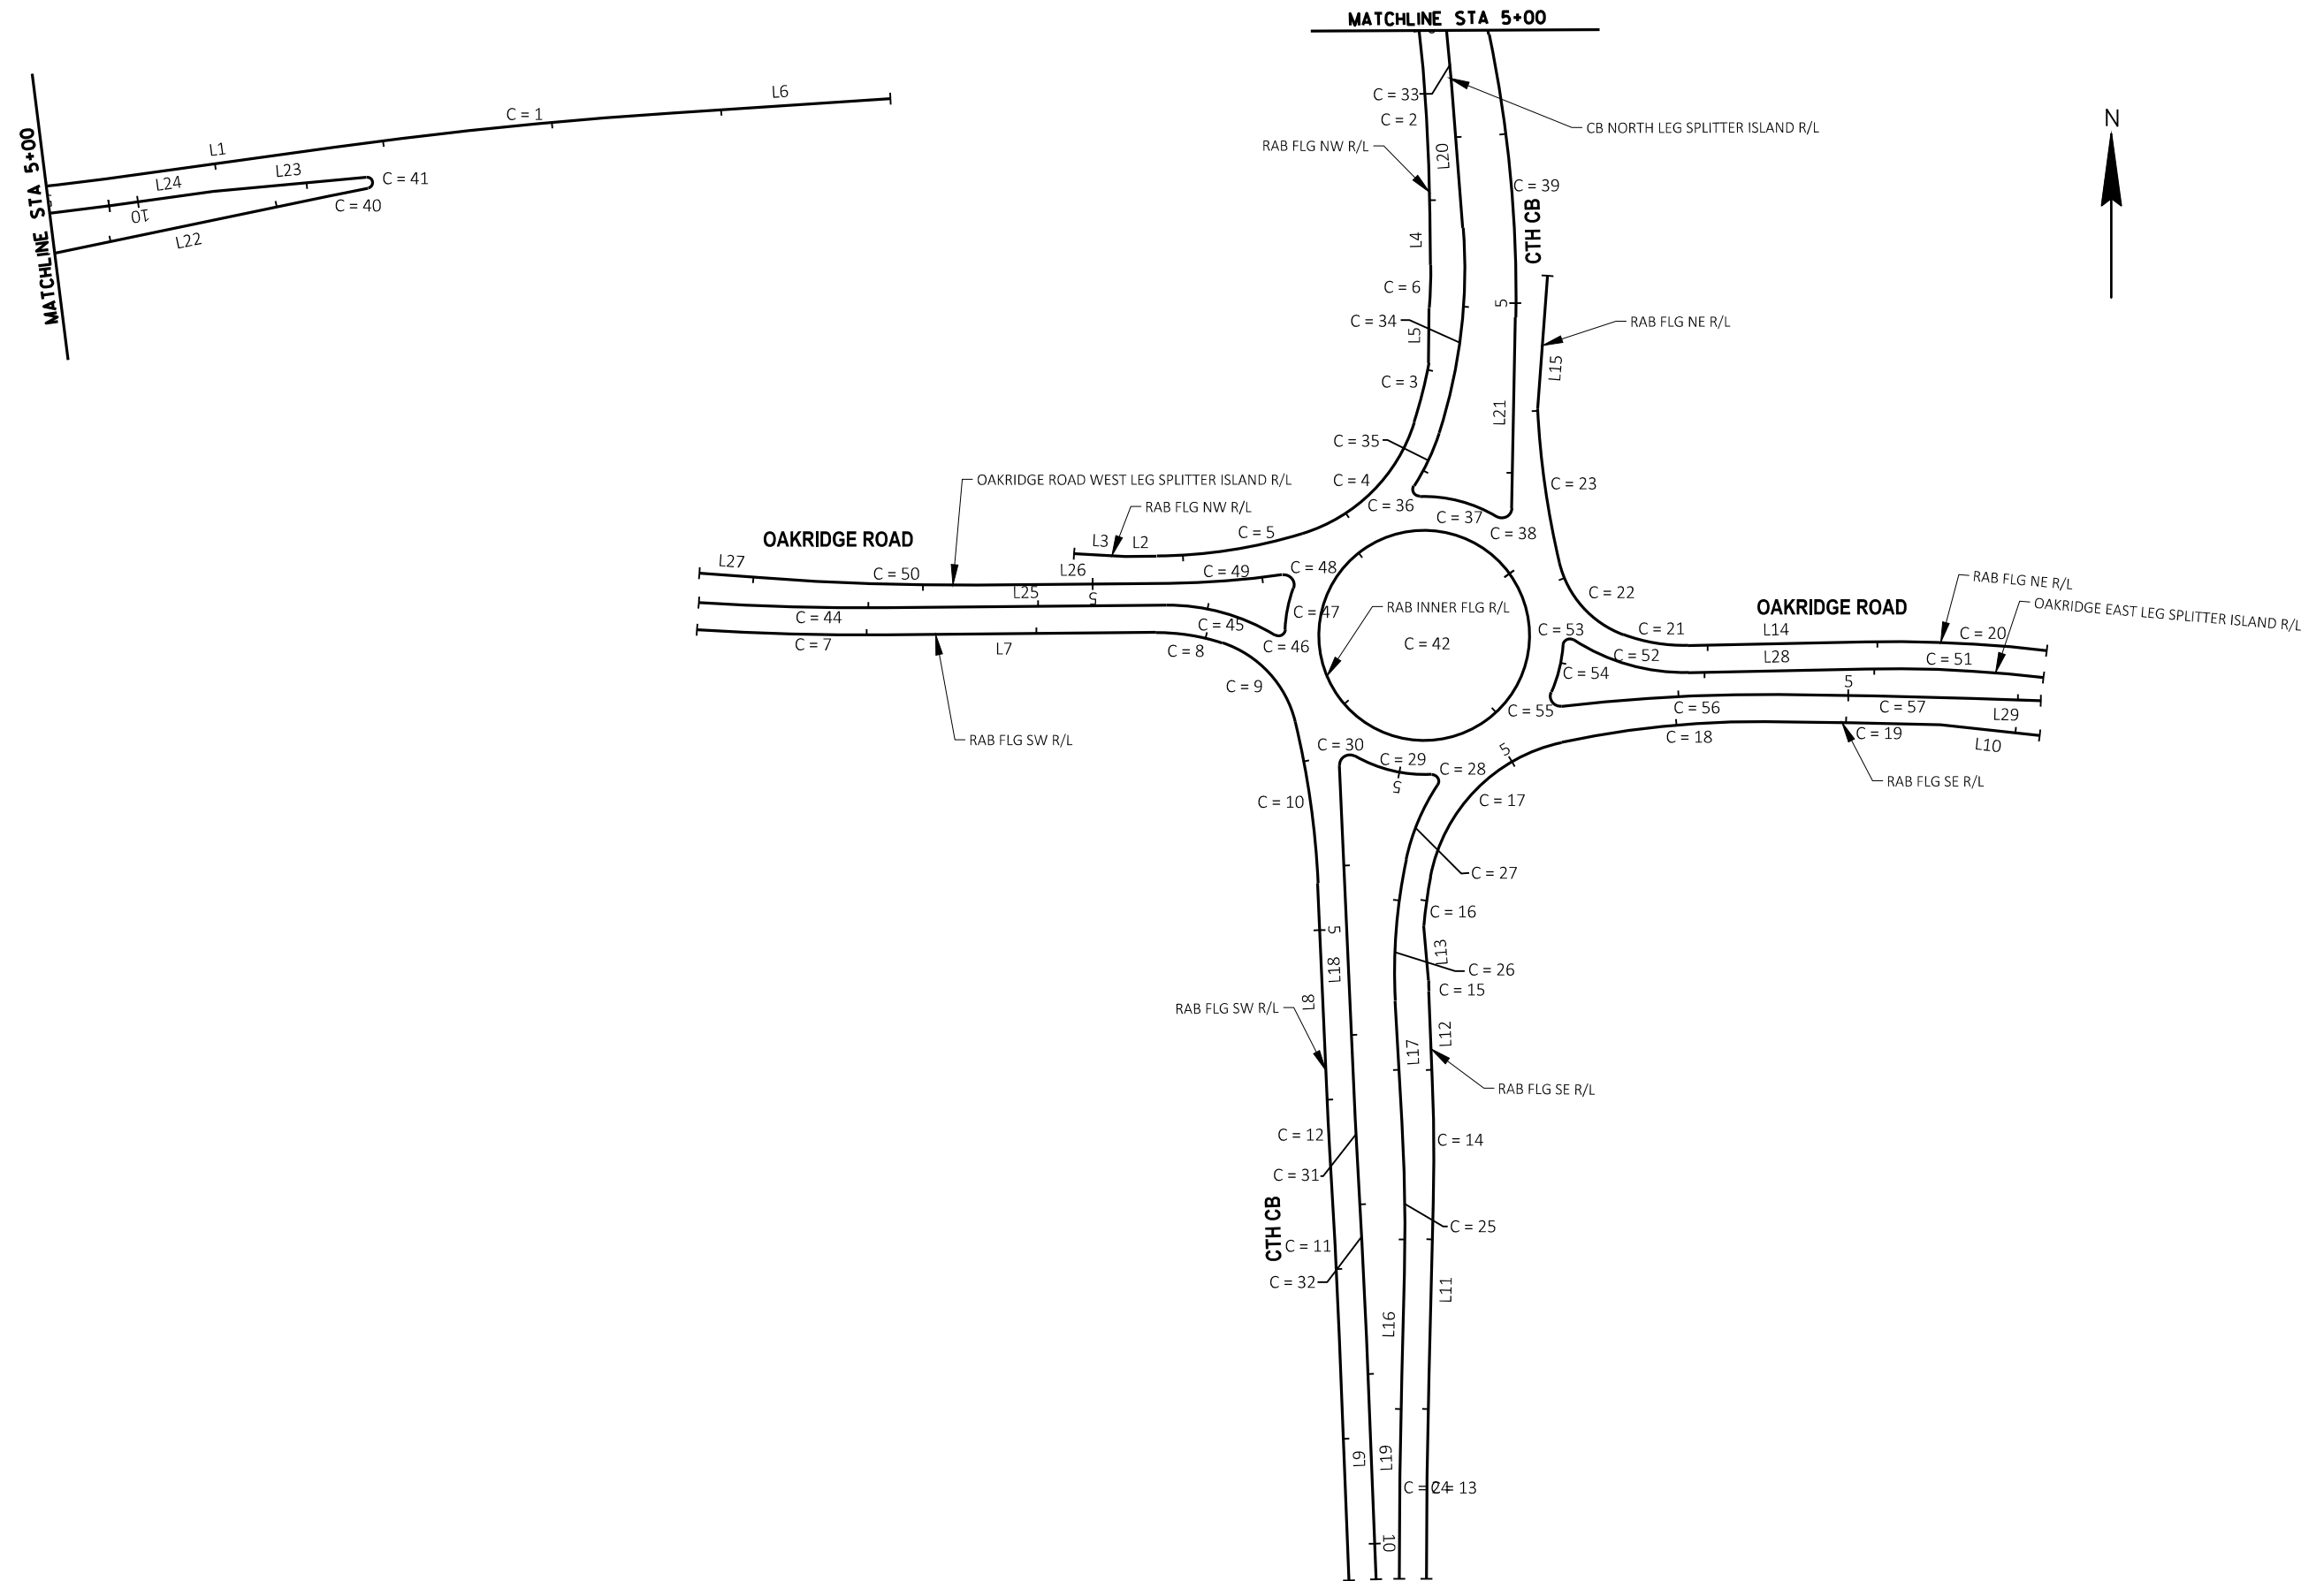 MATCHLINE STA 5+00
L6
C = 1
L1
L23
L24
C = 41
10
C = 40
L22
MATCHLINE STA 5+00
N
C = 33
C = 2
CB NORTH LEG SPLITTER ISLAND R/L
RAB FLG NW R/L
L20
C = 39
CTH CB
L4
C = 6
5
C = 34
L5
RAB FLG NE R/L
L15
C = 3
L21
C = 35
OAKRIDGE ROAD WEST LEG SPLITTER ISLAND R/L
C = 4
C = 23
RAB FLG NW R/L
C = 36
C = 37
C = 38
OAKRIDGE ROAD
L3
L2
C = 5
L27
C = 50
L26
C = 49
C = 48
L25
5
C = 44
C = 45
C = 47
C = 46
C = 7
L7
C = 8
C = 9
RAB FLG SW R/L
RAB INNER FLG R/L
C = 42
C = 22
RAB FLG NE R/L
OAKRIDGE ROAD
OAKRIDGE EAST LEG SPLITTER ISLAND R/L
C = 53
C = 21
L14
C = 20
C = 52
L28
C = 51
C = 54
5
C = 55
C = 56
C = 57
L29
C = 18
C = 19
L10
RAB FLG SE R/L
C = 30
C = 29
5
C = 28
5
C = 10
C = 17
C = 27
C = 16
5
L13
L18
C = 26
L8
C = 15
RAB FLG SW R/L
L12
L17
RAB FLG SE R/L
C = 12
C = 14
C = 31
CTH CB
C = 25
C = 11
C = 32
L16
L11
L9
L19
C = 24
C = 13
10